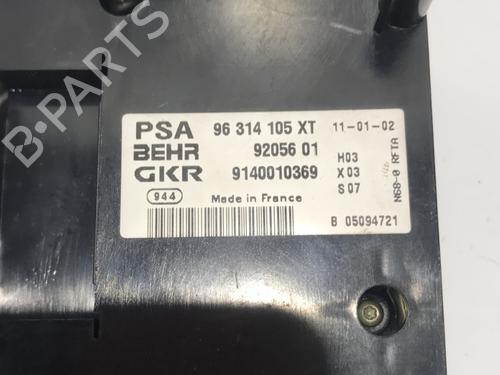 PSA 96 314 105 XT 11-01-02
BEHR 92056 01
GKR 9140010369
H03
X03
S07
N68-0 RFTA
944 Made in France
B 05094721
B-PARTS